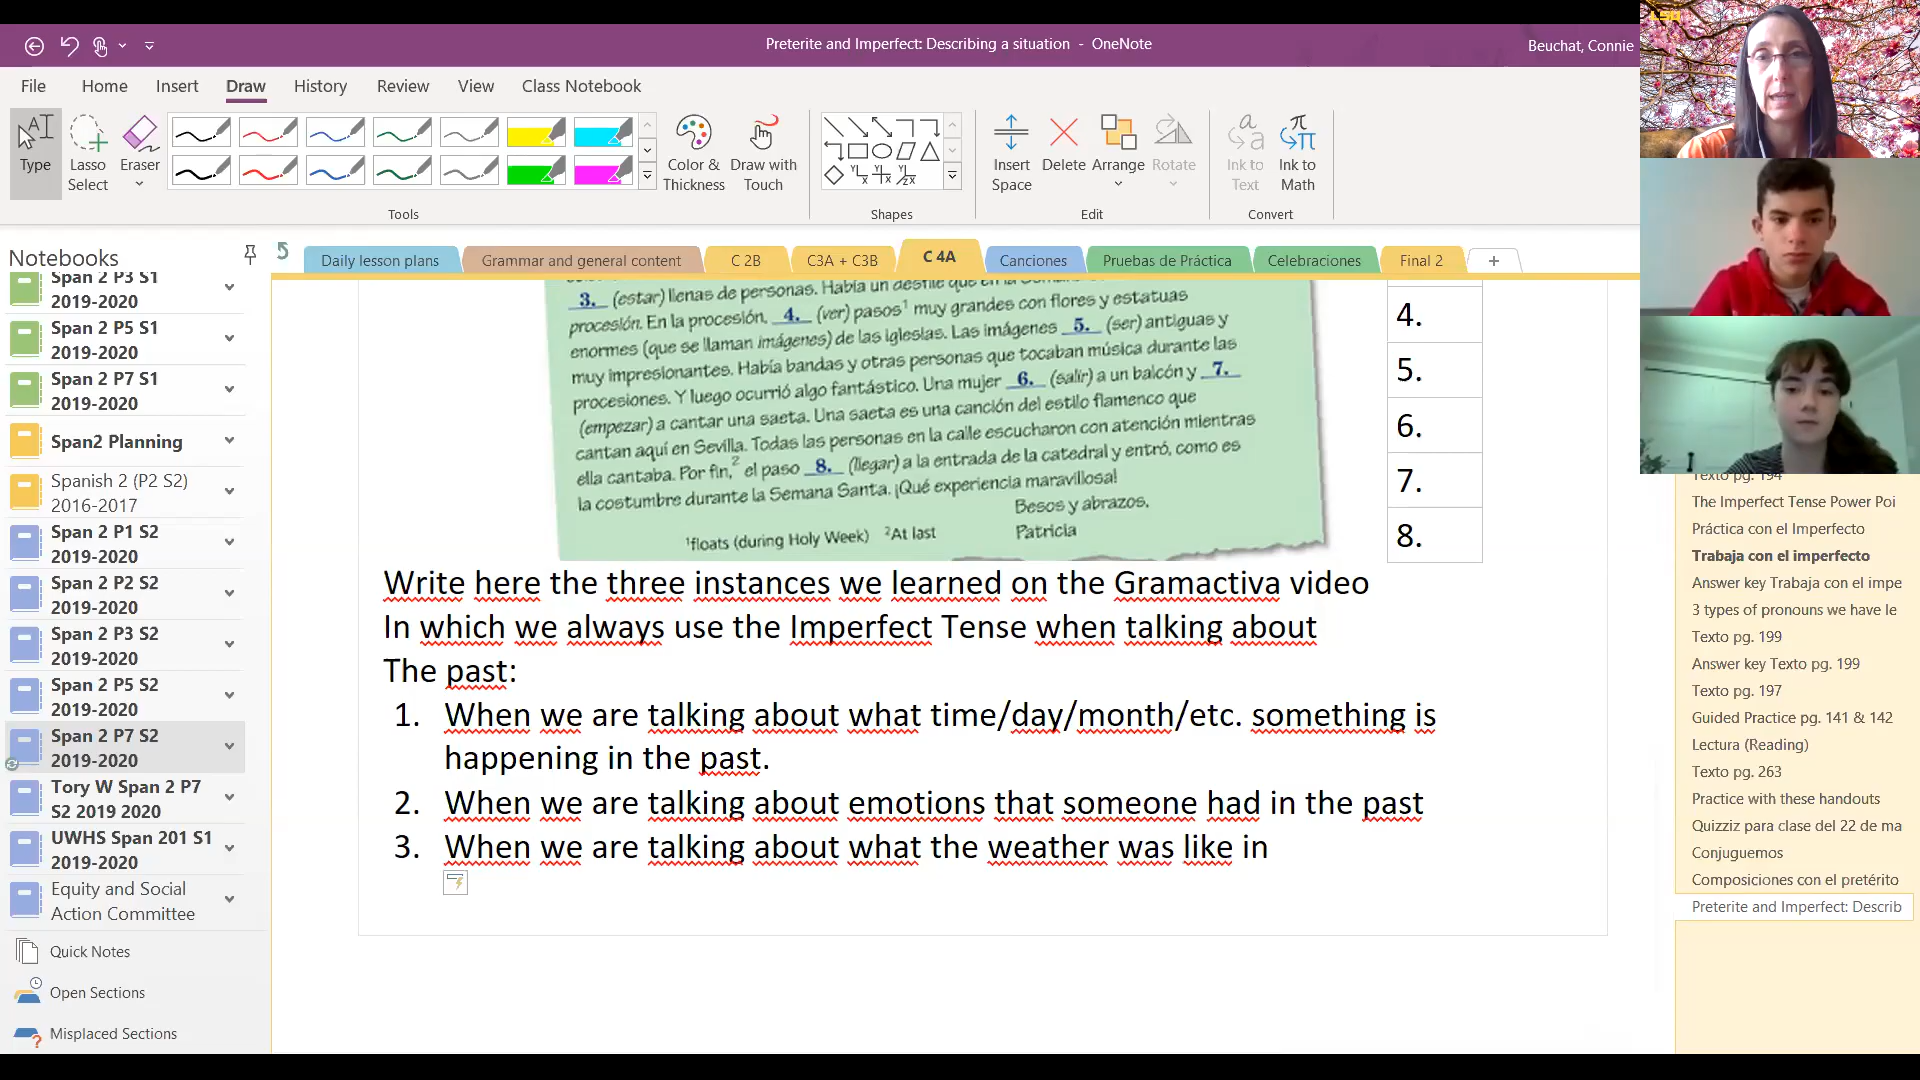 Preterite and Imperfect: Describing a situation - OneNote
Beuchat, Connie
LSU
File Home Insert Draw History Review View Class Notebook
Type
Lasso Select
Eraser
Color & Thickness
Draw with Touch
Insert Space
Delete
Arrange
Rotate
Ink to Text
Ink to Math
Tools
Shapes
Edit
Convert
Notebooks
Daily lesson plans
Grammar and general content
C 2B
C3A + C3B
C 4A
Canciones
Pruebas de Práctica
Celebraciones
Final 2
+
Span 2 P3 S1
2019-2020
Span 2 P5 S1
2019-2020
Span 2 P7 S1
2019-2020
Span2 Planning
Spanish 2 (P2 S2)
2016-2017
Span 2 P1 S2
2019-2020
Span 2 P2 S2
2019-2020
Span 2 P3 S2
2019-2020
Span 2 P5 S2
2019-2020
Span 2 P7 S2
2019-2020
Tory W Span 2 P7
S2 2019 2020
UWHS Span 201 S1
2019-2020
Equity and Social
Action Committee
Quick Notes
Open Sections
Misplaced Sections
3. (estar) llenas de personas. Había un desfile que en la
procesión. En la procesión, 4. (ver) pasos¹ muy grandes con flores y estatuas
enormes (que se llaman imágenes) de las iglesias. Las imágenes 5. (ser) antiguas y
muy impresionantes. Había bandas y otras personas que tocaban música durante las
procesiones. Y luego ocurrió algo fantástico. Una mujer 6. (salir) a un balcón y 7.
(empezar) a cantar una saeta. Una saeta es una canción del estilo flamenco que
cantan aquí en Sevilla. Todas las personas en la calle escucharon con atención mientras
ella cantaba. Por fin,² el paso 8. (llegar) a la entrada de la catedral y entró, como es
la costumbre durante la Semana Santa. ¡Qué experiencia maravillosa!
Besos y abrazos,
Patricia
¹floats (during Holy Week) ²At last
4.
5.
6.
7.
8.
Write here the three instances we learned on the Gramactiva video
In which we always use the Imperfect Tense when talking about
The past:
1. When we are talking about what time/day/month/etc. something is
happening in the past.
2. When we are talking about emotions that someone had in the past
3. When we are talking about what the weather was like in
Texto pg. 194
The Imperfect Tense Power Poi
Práctica con el Imperfecto
Trabaja con el imperfecto
Answer key Trabaja con el impe
3 types of pronouns we have le
Texto pg. 199
Answer key Texto pg. 199
Texto pg. 197
Guided Practice pg. 141 & 142
Lectura (Reading)
Texto pg. 263
Practice with these handouts
Quizziz para clase del 22 de ma
Conjuguemos
Composiciones con el pretérito
Preterite and Imperfect: Describ